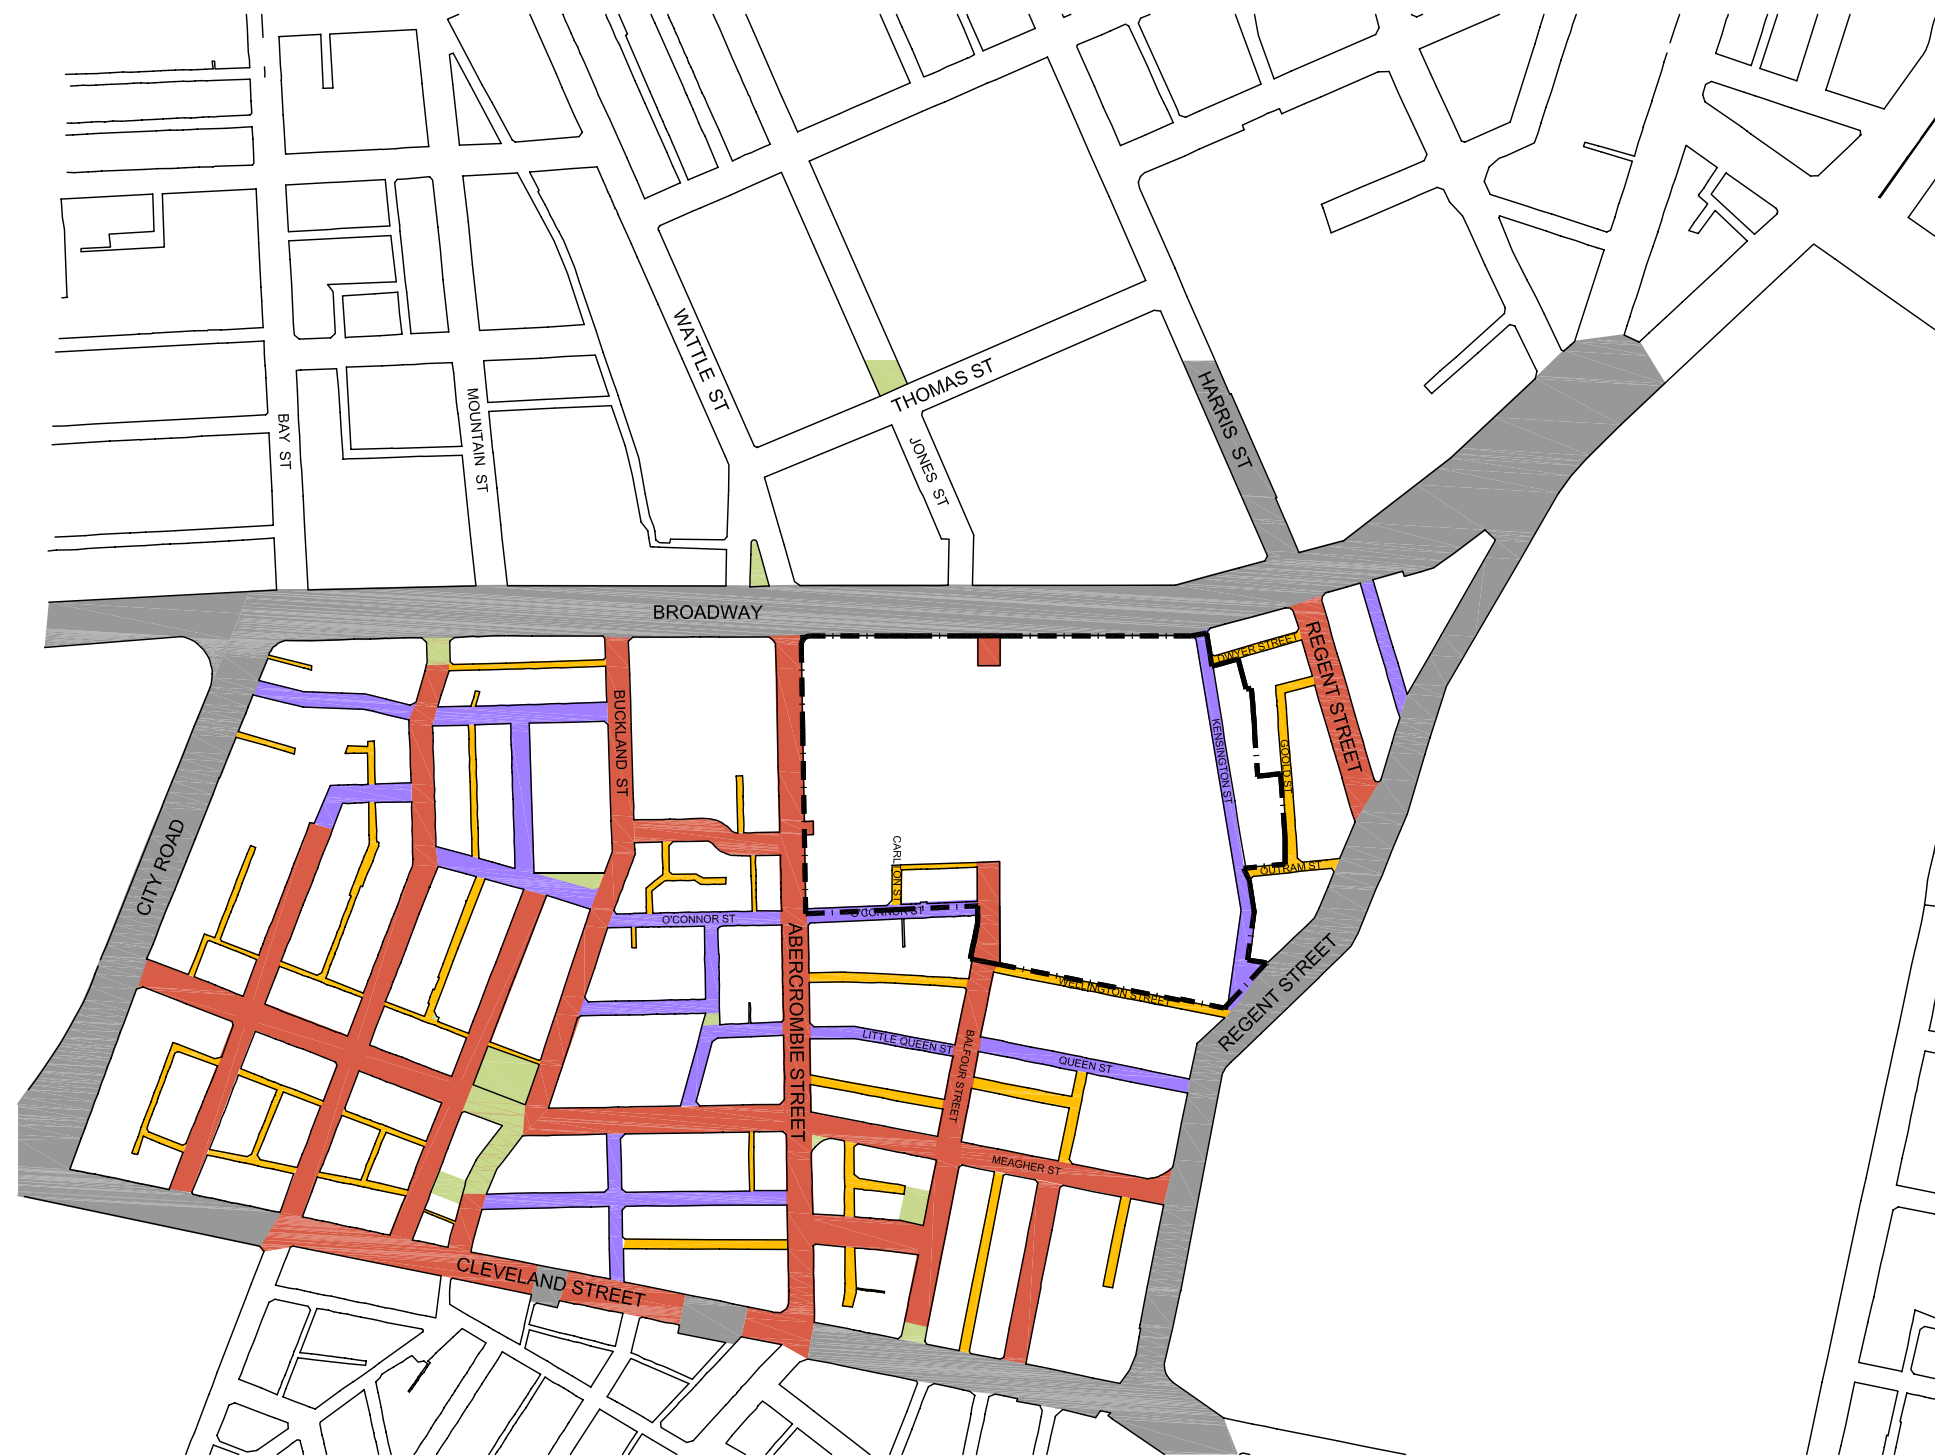 WATTLE ST
THOMAS ST
HARRIS ST
BAY ST
MOUNTAIN ST
JONES ST
BROADWAY
DWYER STREET
REGENT STREET
BUCKLAND ST
KENSINGTON ST
GOOLD ST
CITY ROAD
CARLTON ST
OUTRAM ST
O'CONNOR ST
O'CONNOR ST
ABERCROMBIE STREET
REGENT STREET
WELLINGTON STREET
LITTLE QUEEN ST
BALFOUR STREET
QUEEN ST
MEAGHER ST
CLEVELAND STREET